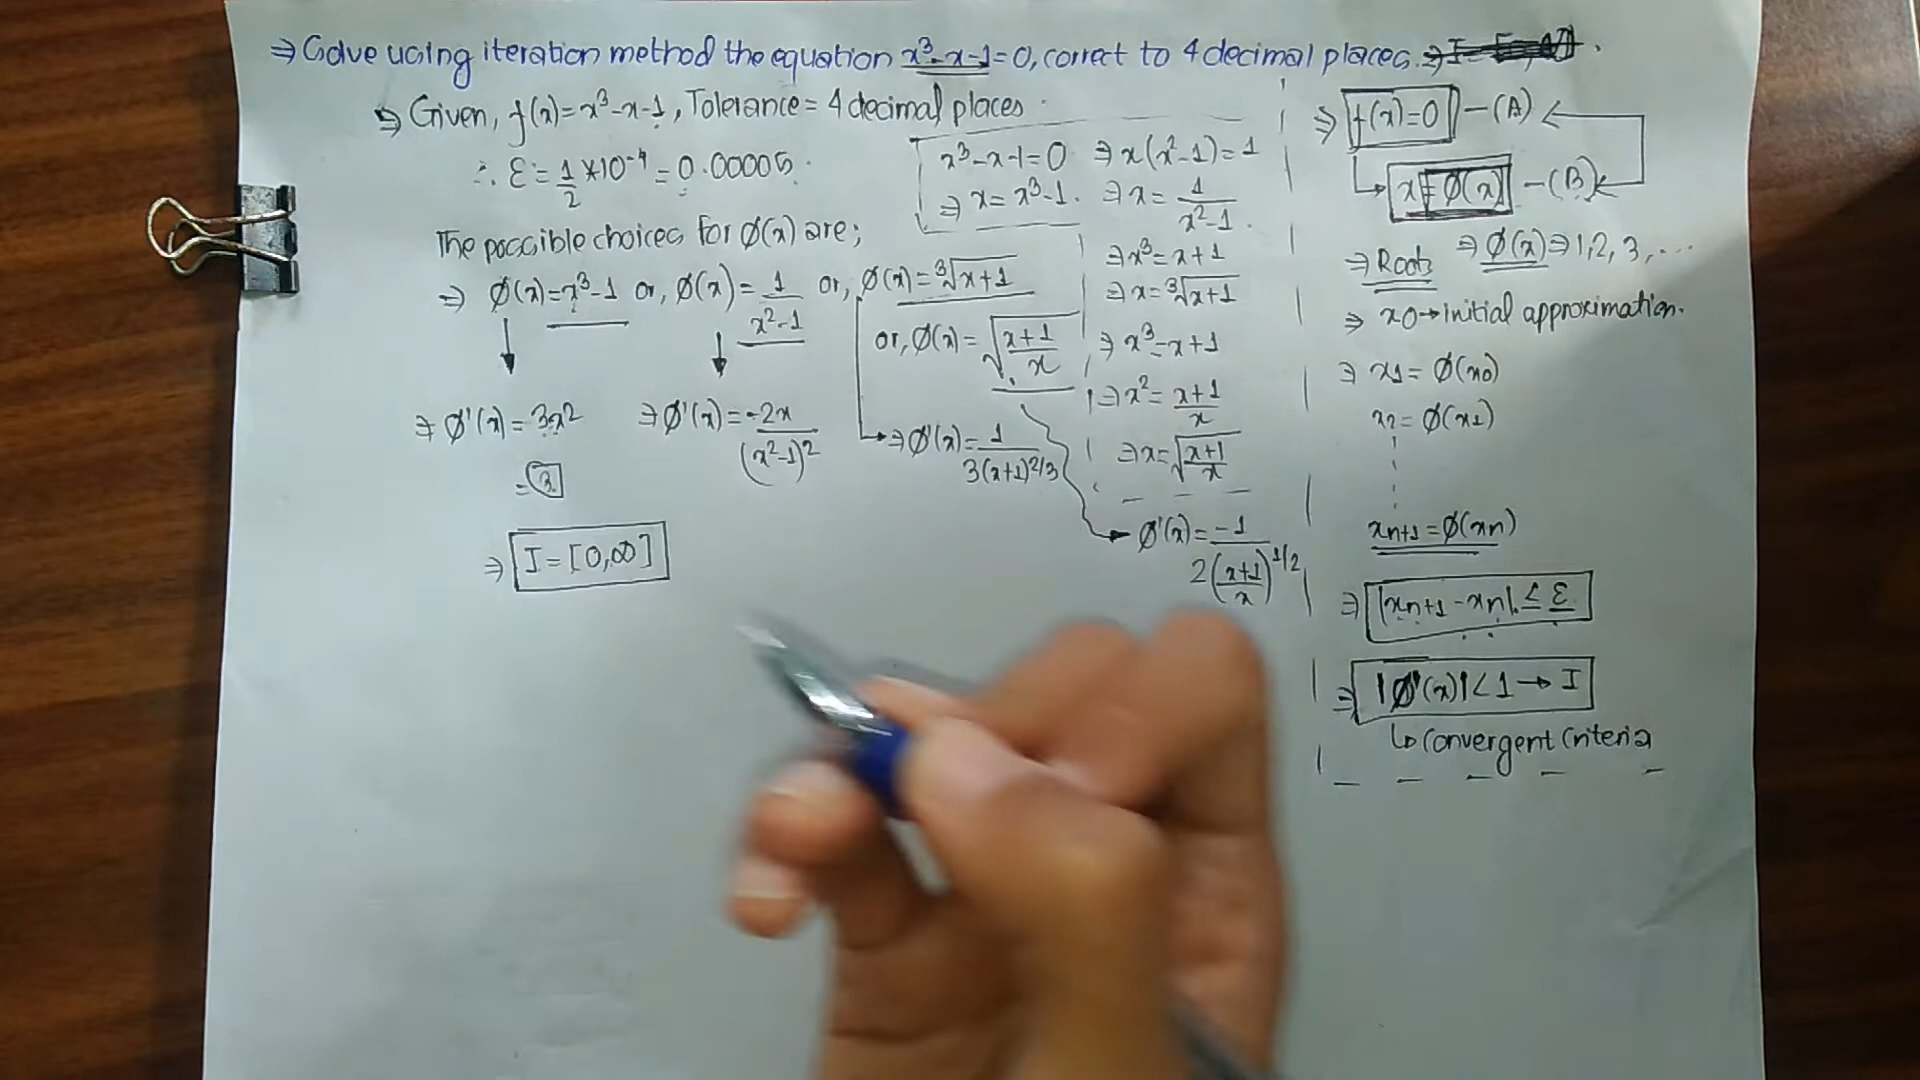 ⇒ Solve using iteration method the equation x³-x-1=0, correct to 4 decimal places. ⇒ I =
⇒ Given, f(x)=x³-x-1, Tolerance = 4 decimal places
∴ ε = 1/2 × 10⁻⁴ = 0.00005
The possible choices for Ø(x) are;
⇒ Ø(x)=x³-1 or, Ø(x)=1/(x²-1) or, Ø(x)=³√(x+1)
or, Ø(x)=√((x+1)/x)
⇒ Ø'(x)=3x²
= 3
⇒ Ø'(x)=-2x/(x²-1)²
⇒ Ø'(x)=1/(3(x+1)^(2/3))
Ø'(x)=-1/(2((x+1)/x)^(1/2))
⇒ I=[0,∞]
x³-x-1=0 ⇒ x(x²-1)=1
⇒ x=x³-1. ⇒ x=1/(x²-1).
⇒ x³=x+1
⇒ x=³√(x+1)
⇒ x³=x+1
⇒ x²=(x+1)/x
⇒ x=√((x+1)/x)
⇒ f(x)=0 -(A)
x=Ø(x) -(B)
⇒ Roots ⇒ Ø(x) ⇒ 1,2,3,...
⇒ x0→initial approximation.
⇒ x1=Ø(x0)
x2=Ø(x1)
xn+1=Ø(xn)
⇒ |xn+1-xn| ≤ ε
⇒ |Ø'(x)|<1→I
↳ Convergent Criteria